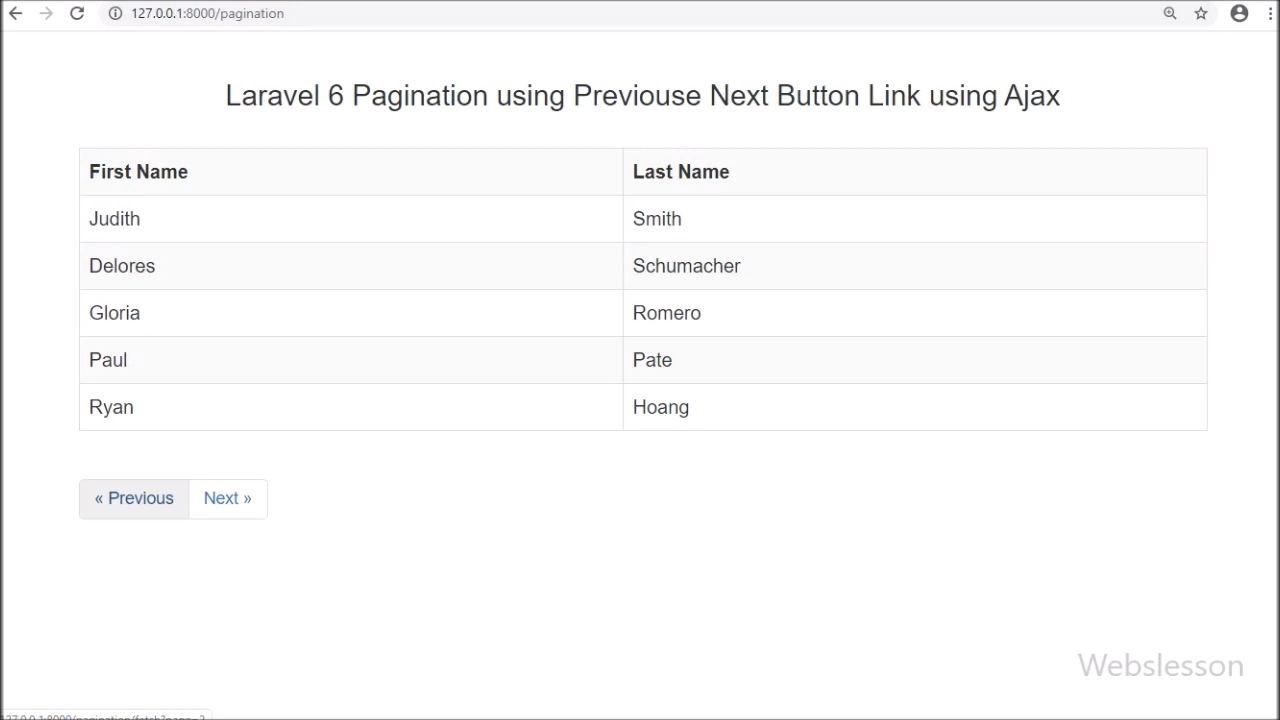 127.0.0.1:8000/pagination
Laravel 6 Pagination using Previouse Next Button Link using Ajax
First Name Last Name
Judith Smith
Delores Schumacher
Gloria Romero
Paul Pate
Ryan Hoang
« Previous Next »
Webslesson